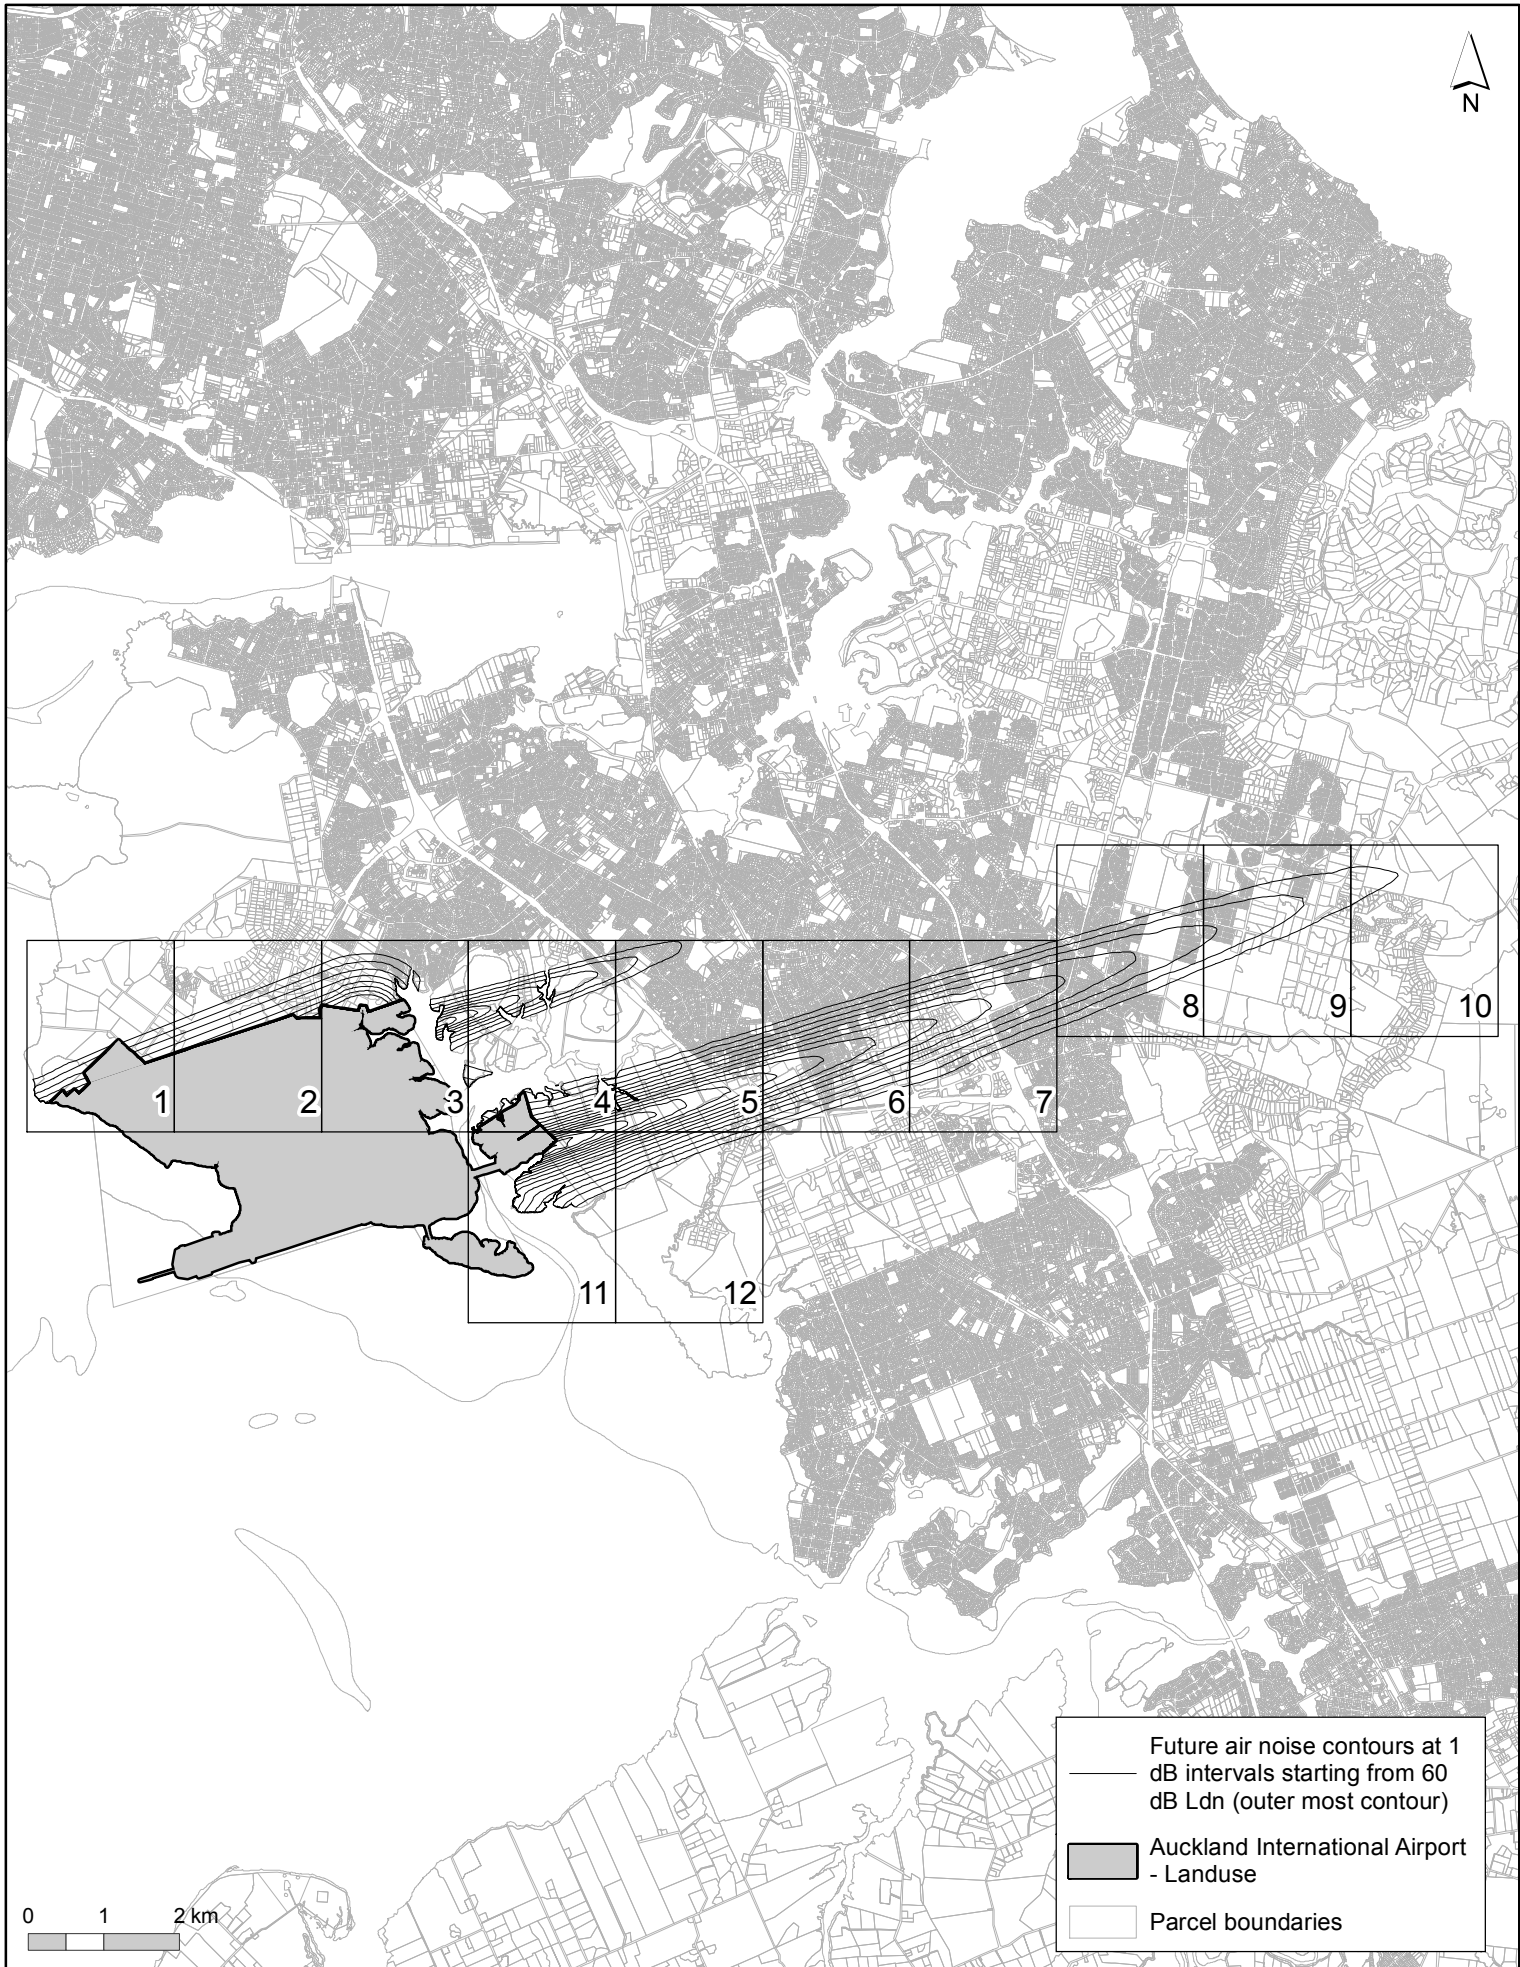 N
8
9
10
1
2
3
4
5
6
7
11
12
Future air noise contours at 1
dB intervals starting from 60
dB Ldn (outer most contour)
Auckland International Airport
- Landuse
Parcel boundaries
0 1 2 km